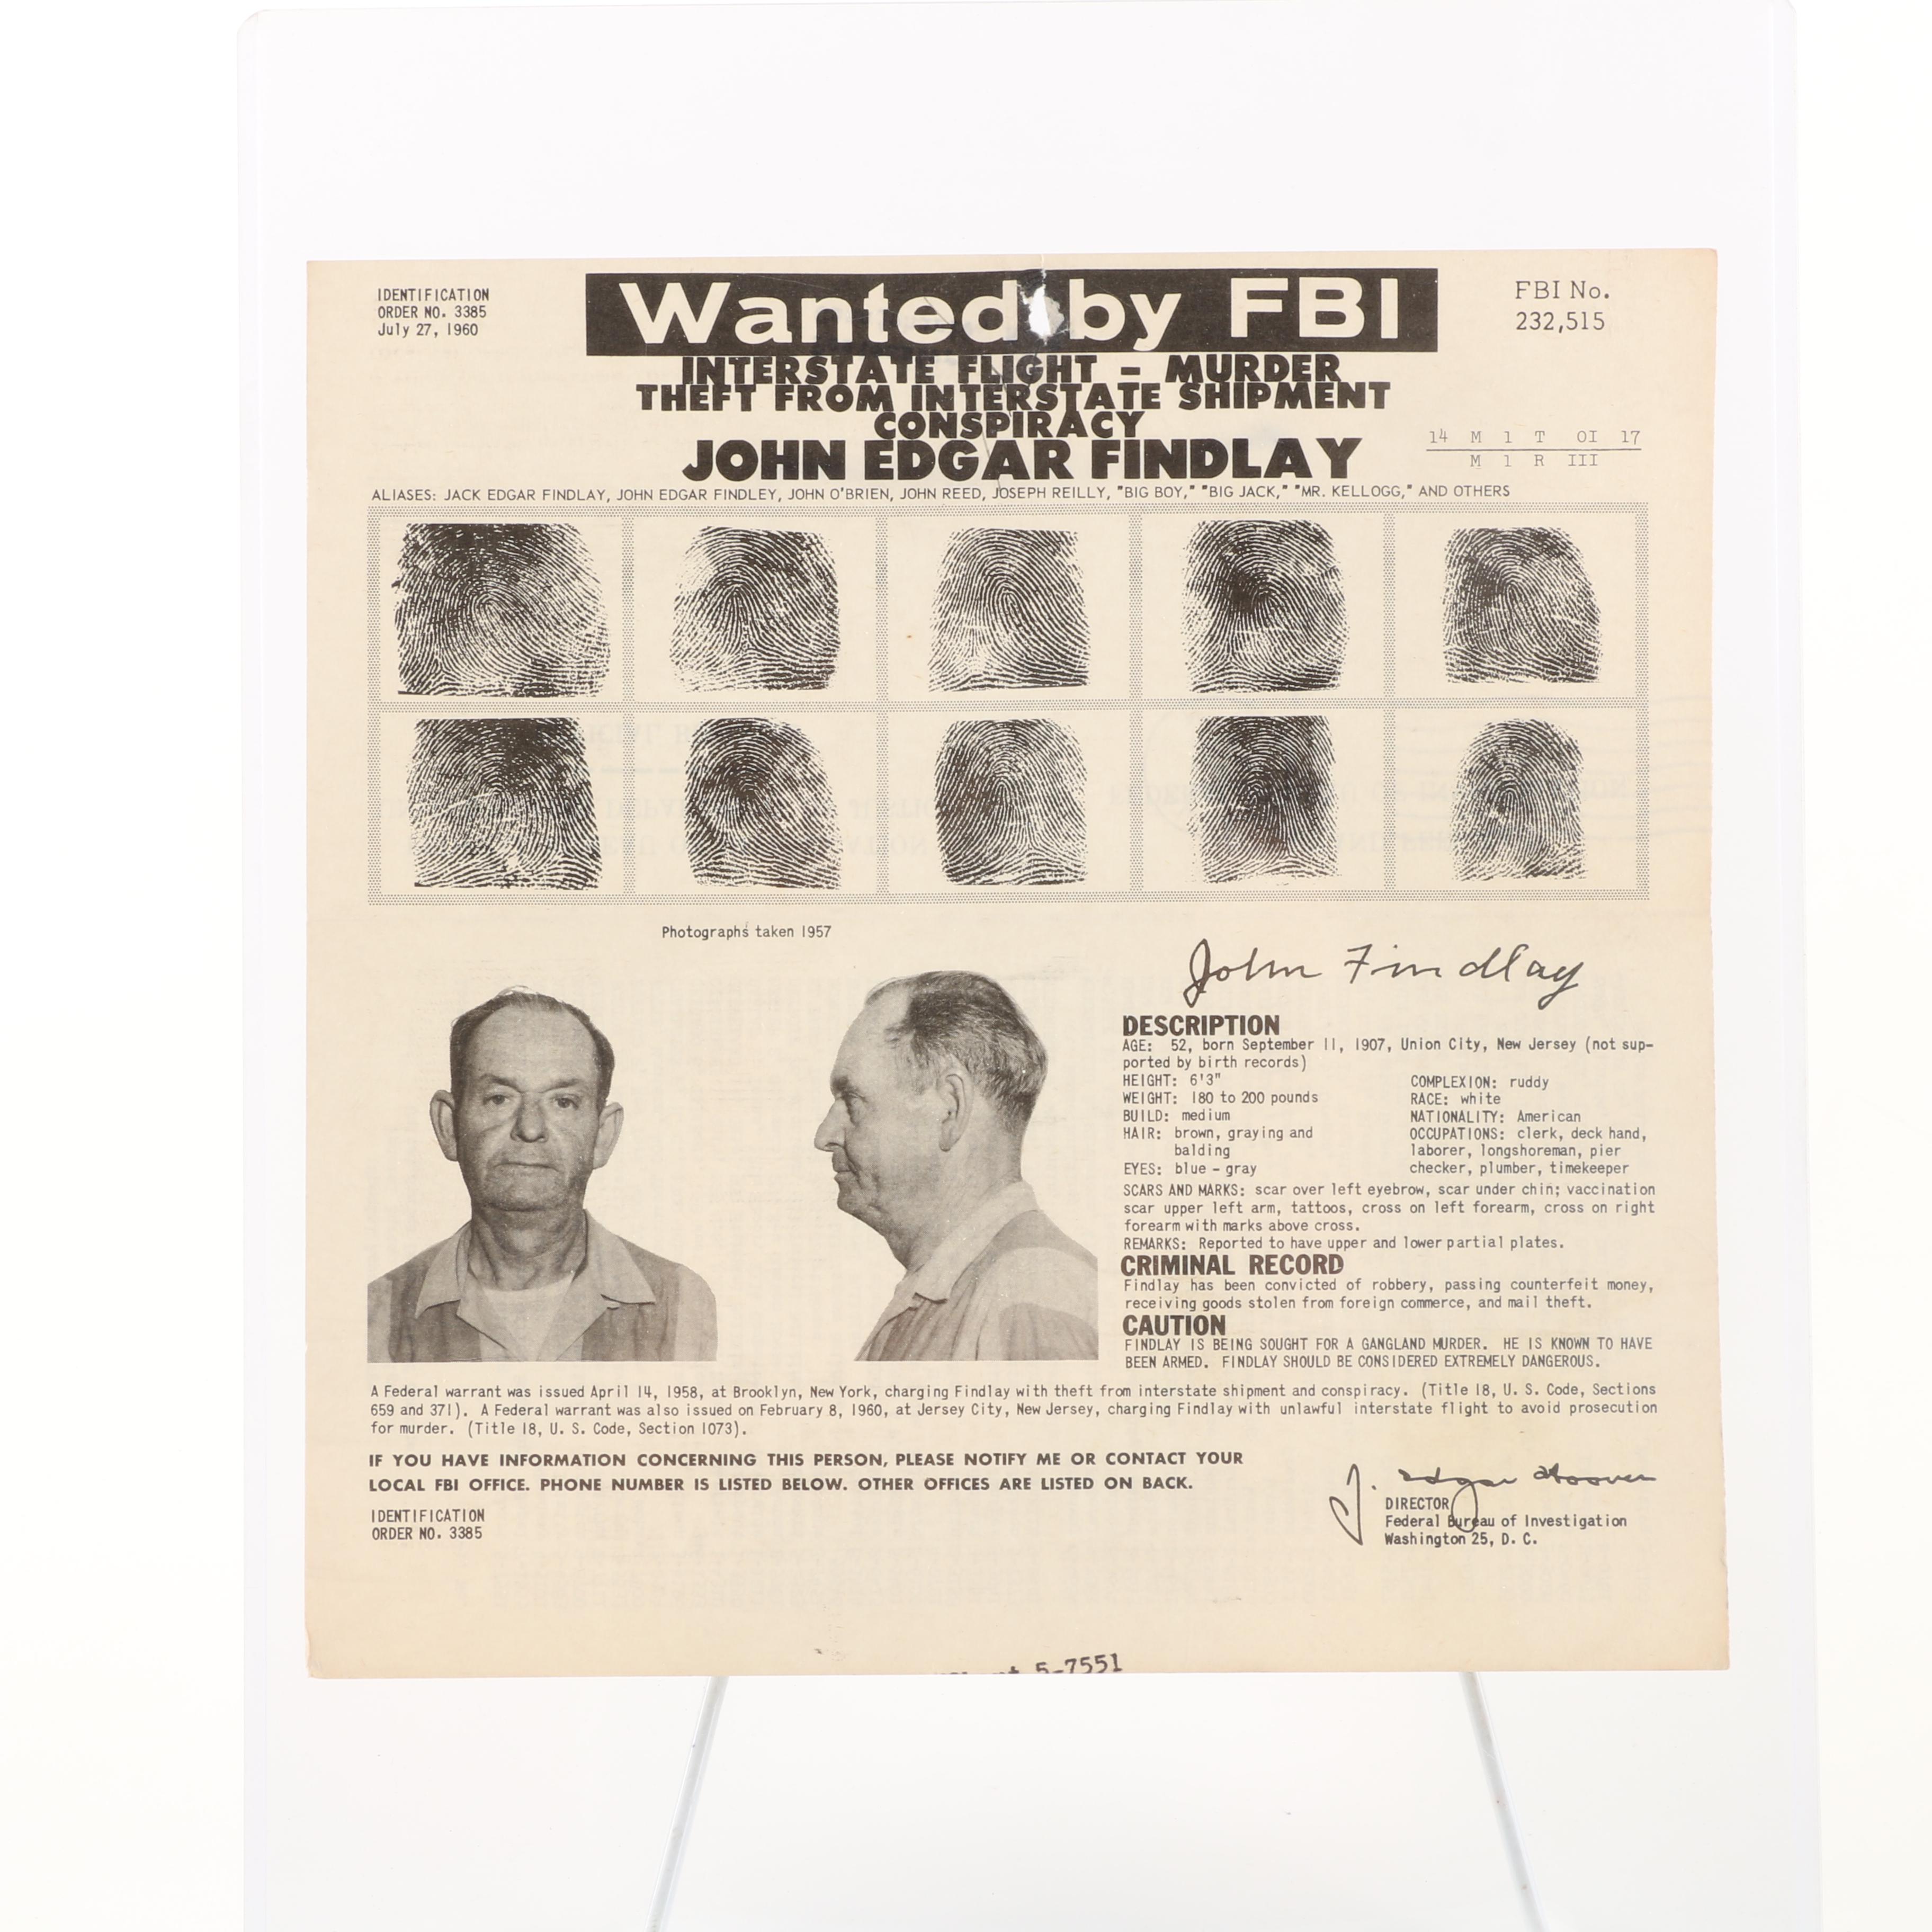 IDENTIFICATION
ORDER NO. 3385
July 27, 1960
Wanted by FBI
FBI No.
232,515
INTERSTATE FLIGHT - MURDER
THEFT FROM INTERSTATE SHIPMENT
CONSPIRACY
JOHN EDGAR FINDLAY
14 M 1 T OI 17
M 1 R III
ALIASES: JACK EDGAR FINDLAY, JOHN EDGAR FINDLEY, JOHN O'BRIEN, JOHN REED, JOSEPH REILLY, "BIG BOY," "BIG JACK," "MR. KELLOGG," AND OTHERS
Photographs taken 1957
John Findlay
DESCRIPTION
AGE: 52, born September 11, 1907, Union City, New Jersey (not sup-
ported by birth records)
HEIGHT: 6'3"
WEIGHT: 180 to 200 pounds
BUILD: medium
HAIR: brown, graying and
balding
EYES: blue - gray
COMPLEXION: ruddy
RACE: white
NATIONALITY: American
OCCUPATIONS: clerk, deck hand,
laborer, longshoreman, pier
checker, plumber, timekeeper
SCARS AND MARKS: scar over left eyebrow, scar under chin; vaccination
scar upper left arm, tattoos, cross on left forearm, cross on right
forearm with marks above cross.
REMARKS: Reported to have upper and lower partial plates.
CRIMINAL RECORD
Findlay has been convicted of robbery, passing counterfeit money,
receiving goods stolen from foreign commerce, and mail theft.
CAUTION
FINDLAY IS BEING SOUGHT FOR A GANGLAND MURDER. HE IS KNOWN TO HAVE
BEEN ARMED. FINDLAY SHOULD BE CONSIDERED EXTREMELY DANGEROUS.
A Federal warrant was issued April 14, 1958, at Brooklyn, New York, charging Findlay with theft from interstate shipment and conspiracy. (Title 18, U. S. Code, Sections
659 and 371). A Federal warrant was also issued on February 8, 1960, at Jersey City, New Jersey, charging Findlay with unlawful interstate flight to avoid prosecution
for murder. (Title 18, U. S. Code, Section 1073).
IF YOU HAVE INFORMATION CONCERNING THIS PERSON, PLEASE NOTIFY ME OR CONTACT YOUR
LOCAL FBI OFFICE. PHONE NUMBER IS LISTED BELOW. OTHER OFFICES ARE LISTED ON BACK.
IDENTIFICATION
ORDER NO. 3385
J. Edgar Hoover
DIRECTOR
Federal Bureau of Investigation
Washington 25, D. C.
5-7551